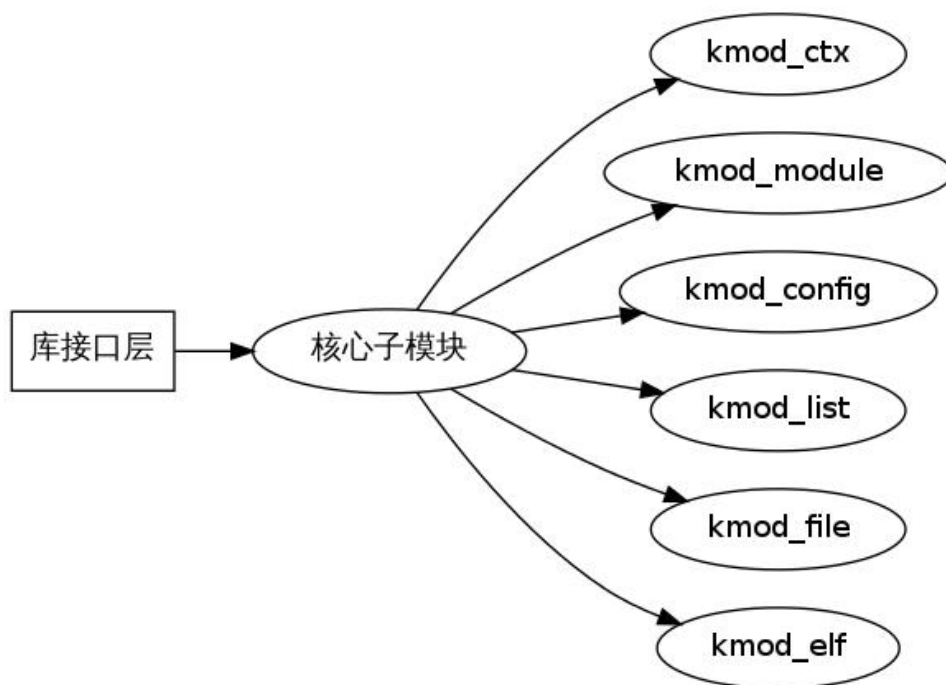 kmod_ctx
kmod_module
kmod_config
库接口层
核心子模块
kmod_list
kmod_file
kmod_elf